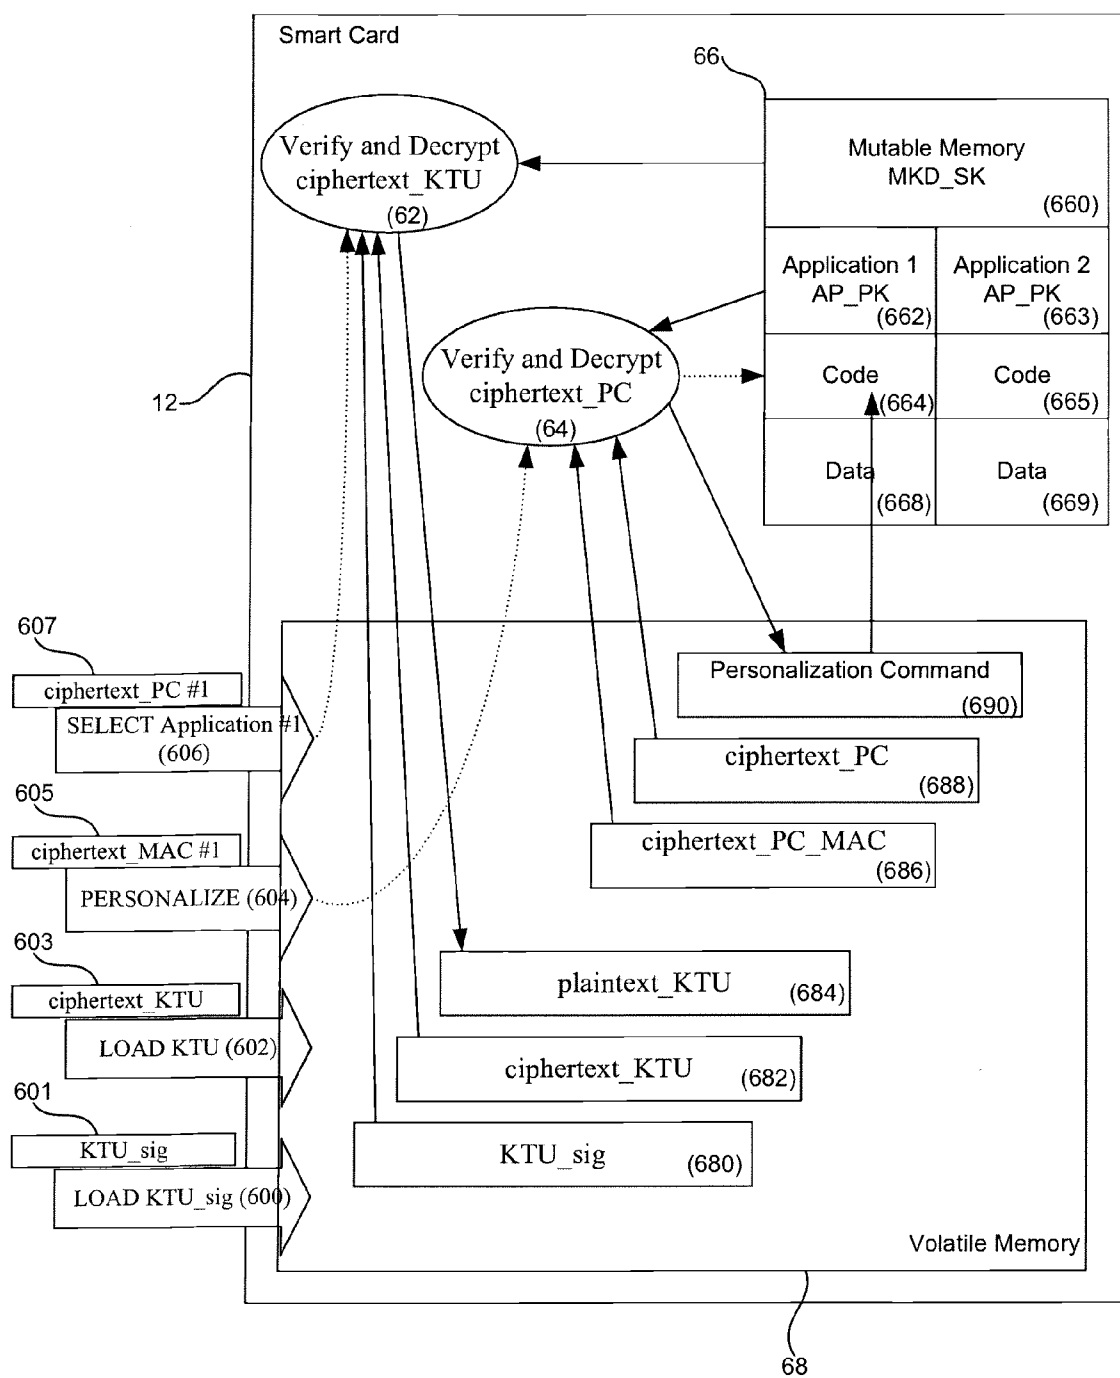 Smart Card
66
Verify and Decrypt
ciphertext_KTU
(62)
Mutable Memory
MKD_SK
(660)
Application 1
AP_PK
(662)
Application 2
AP_PK
(663)
Verify and Decrypt
ciphertext_PC
(64)
12
Code
(664)
Code
(665)
Data
(668)
Data
(669)
607
ciphertext_PC #1
SELECT Application #1
(606)
Personalization Command
(690)
ciphertext_PC
(688)
605
ciphertext_MAC #1
PERSONALIZE (604)
ciphertext_PC_MAC
(686)
603
ciphertext_KTU
LOAD KTU (602)
plaintext_KTU
(684)
ciphertext_KTU
(682)
601
KTU_sig
LOAD KTU_sig (600)
KTU_sig
(680)
Volatile Memory
68